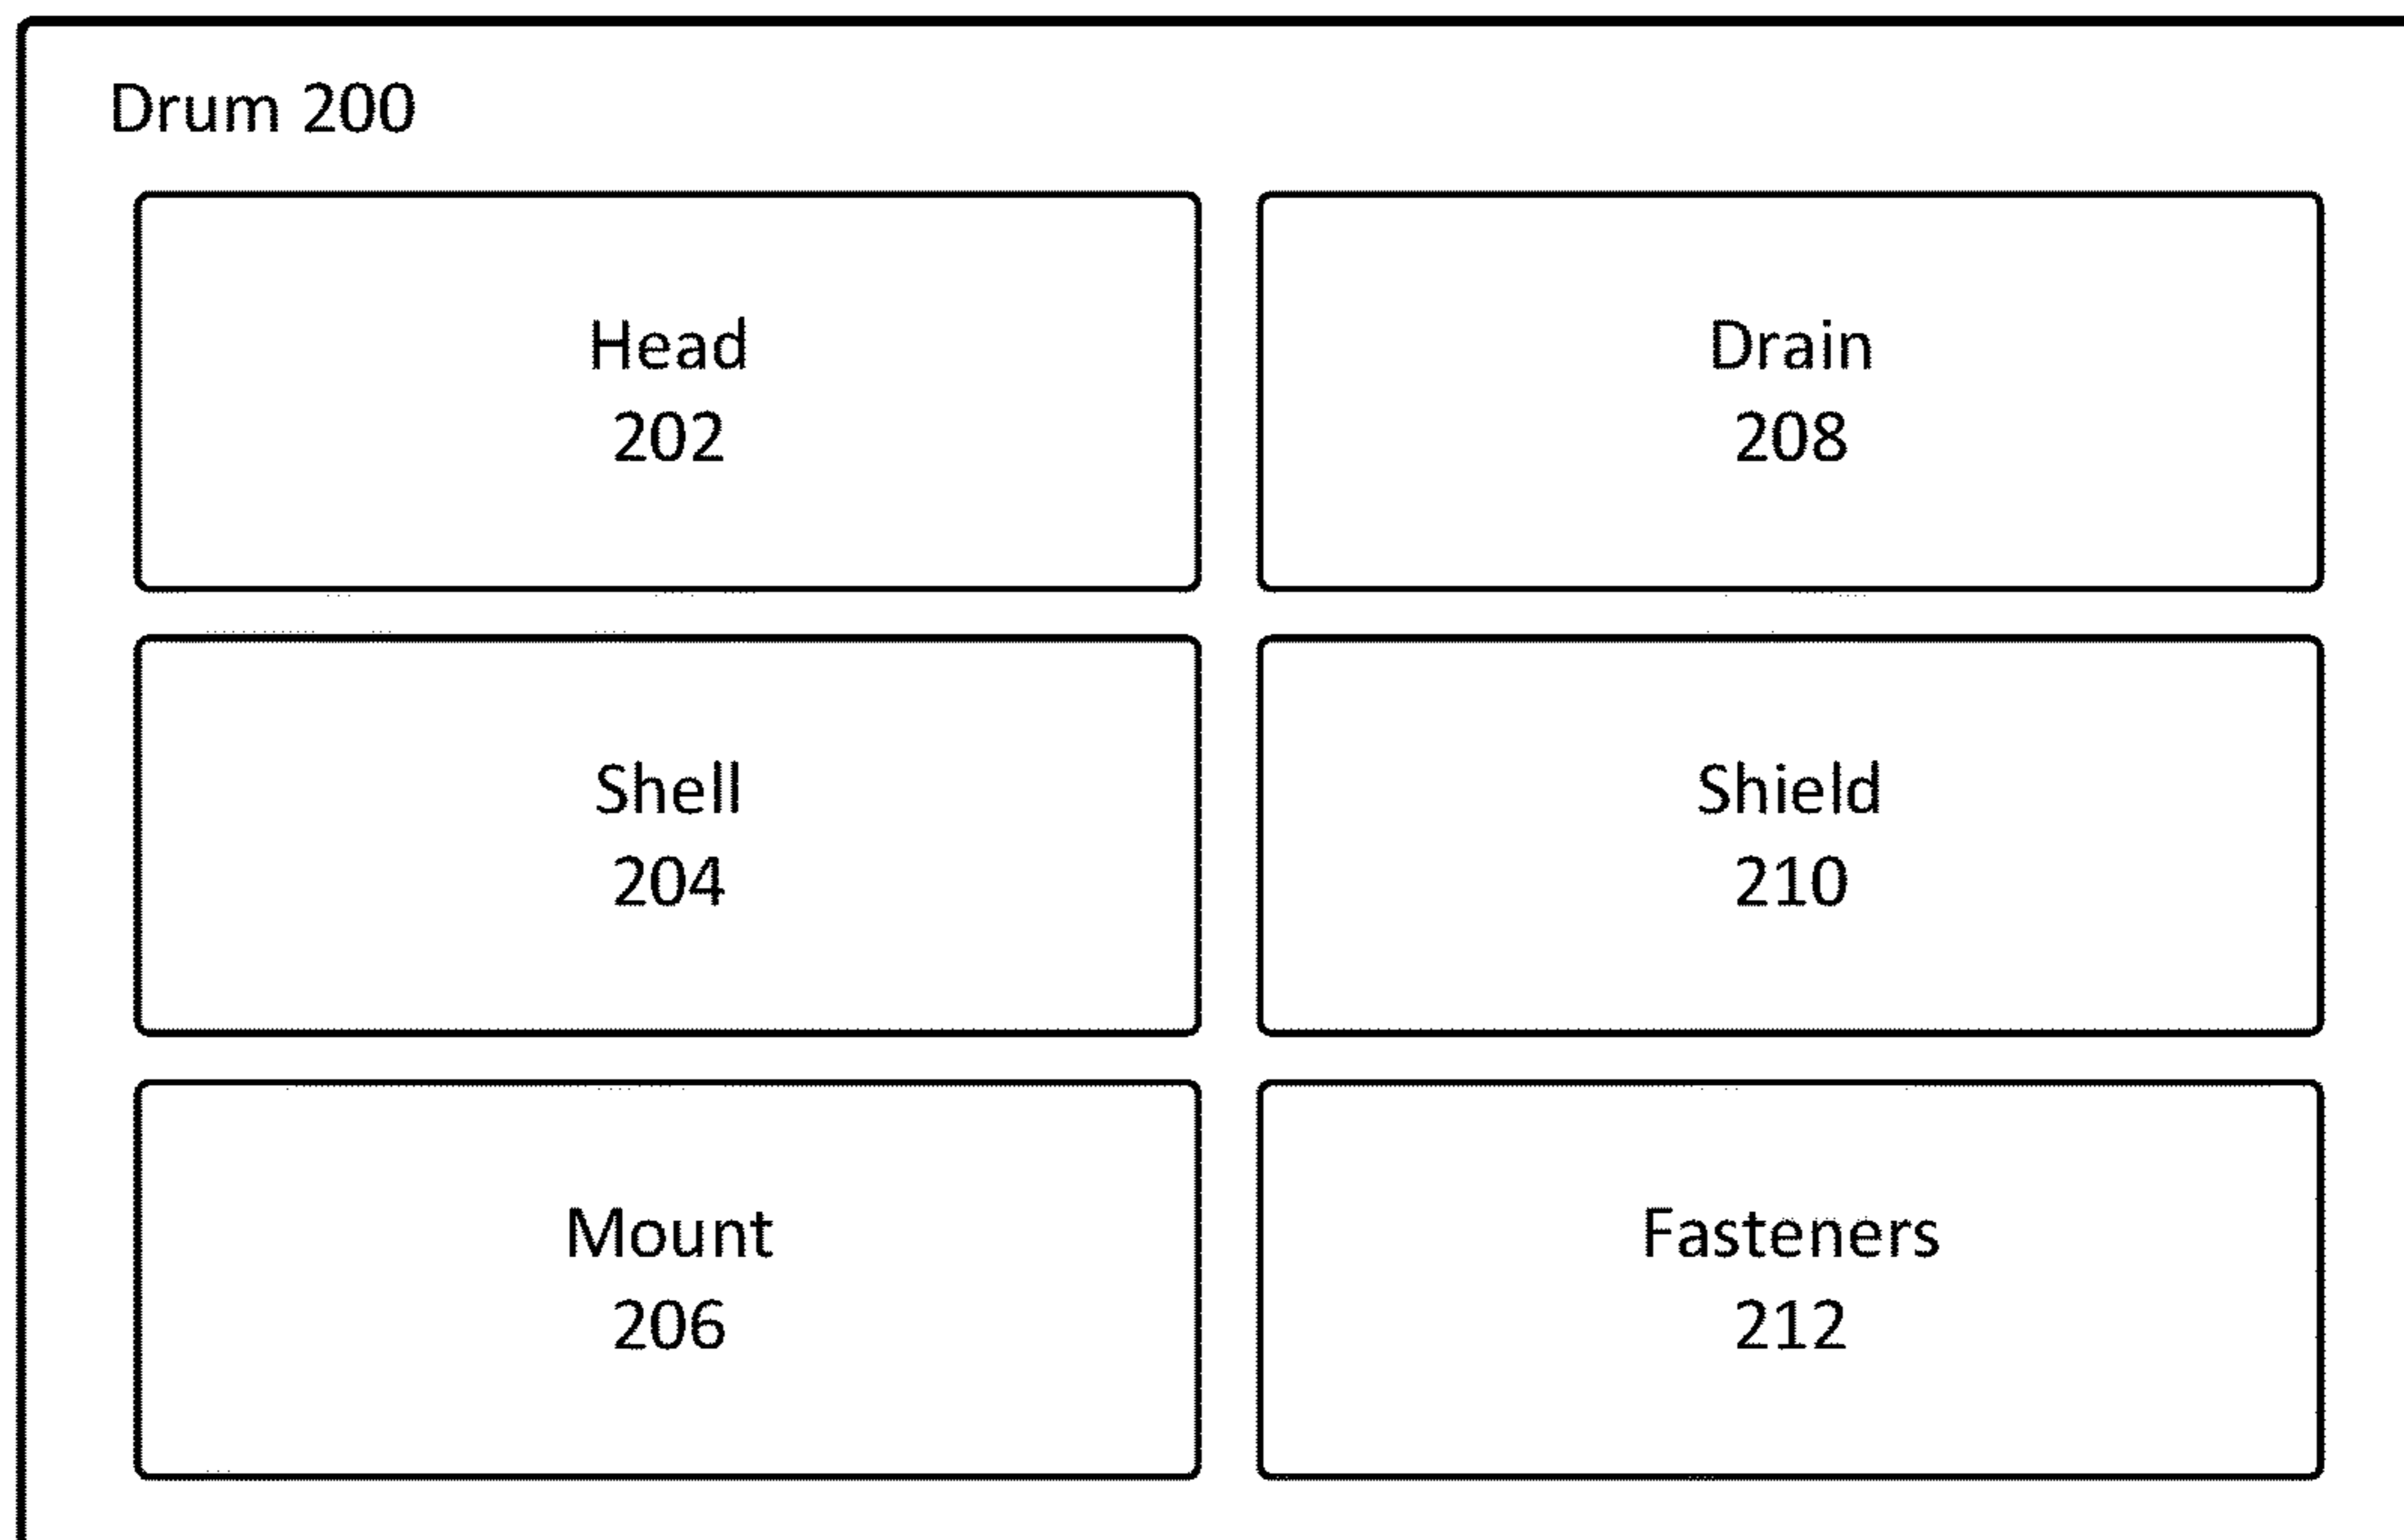 Drum 200
Head
202
Drain
208
Shell
204
Shield
210
Mount
206
Fasteners
212